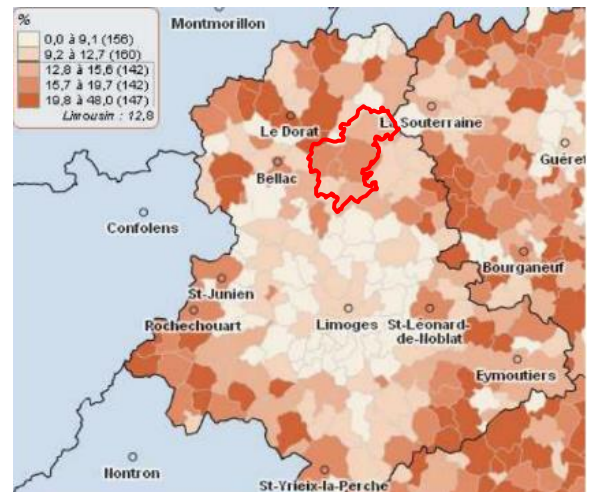 %
0,0 à 9,1 (156)
9,2 à 12,7 (160)
12,8 à 15,6 (142)
15,7 à 19,7 (142)
19,8 à 48,0 (147)
Limousin : 12,8
Montmorillon
Le Dorat
La Souterraine
Guéret
Bellac
Confolens
Bourganeuf
St-Junien
Rochechouart
Limoges
St-Léonard-
de-Noblat
Eymoutiers
Nontron
St-Yrieix-la-Perche